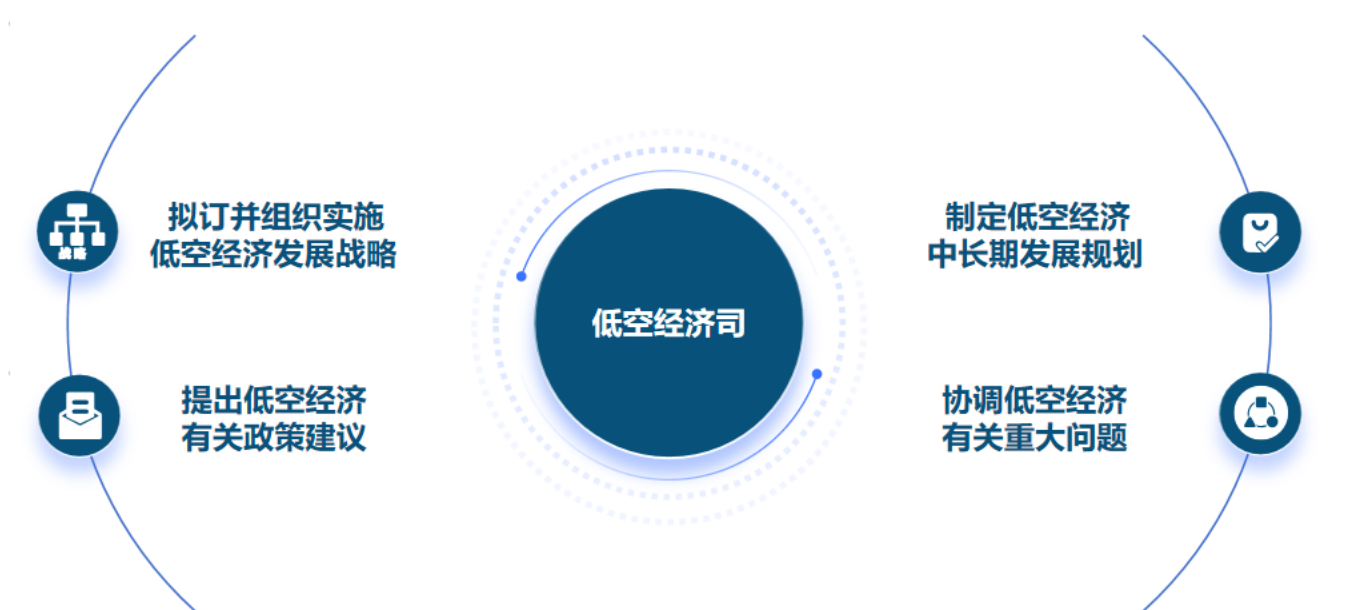 拟订并组织实施
低空经济发展战略
战略
提出低空经济
有关政策建议
低空经济司
制定低空经济
中长期发展规划
协调低空经济
有关重大问题